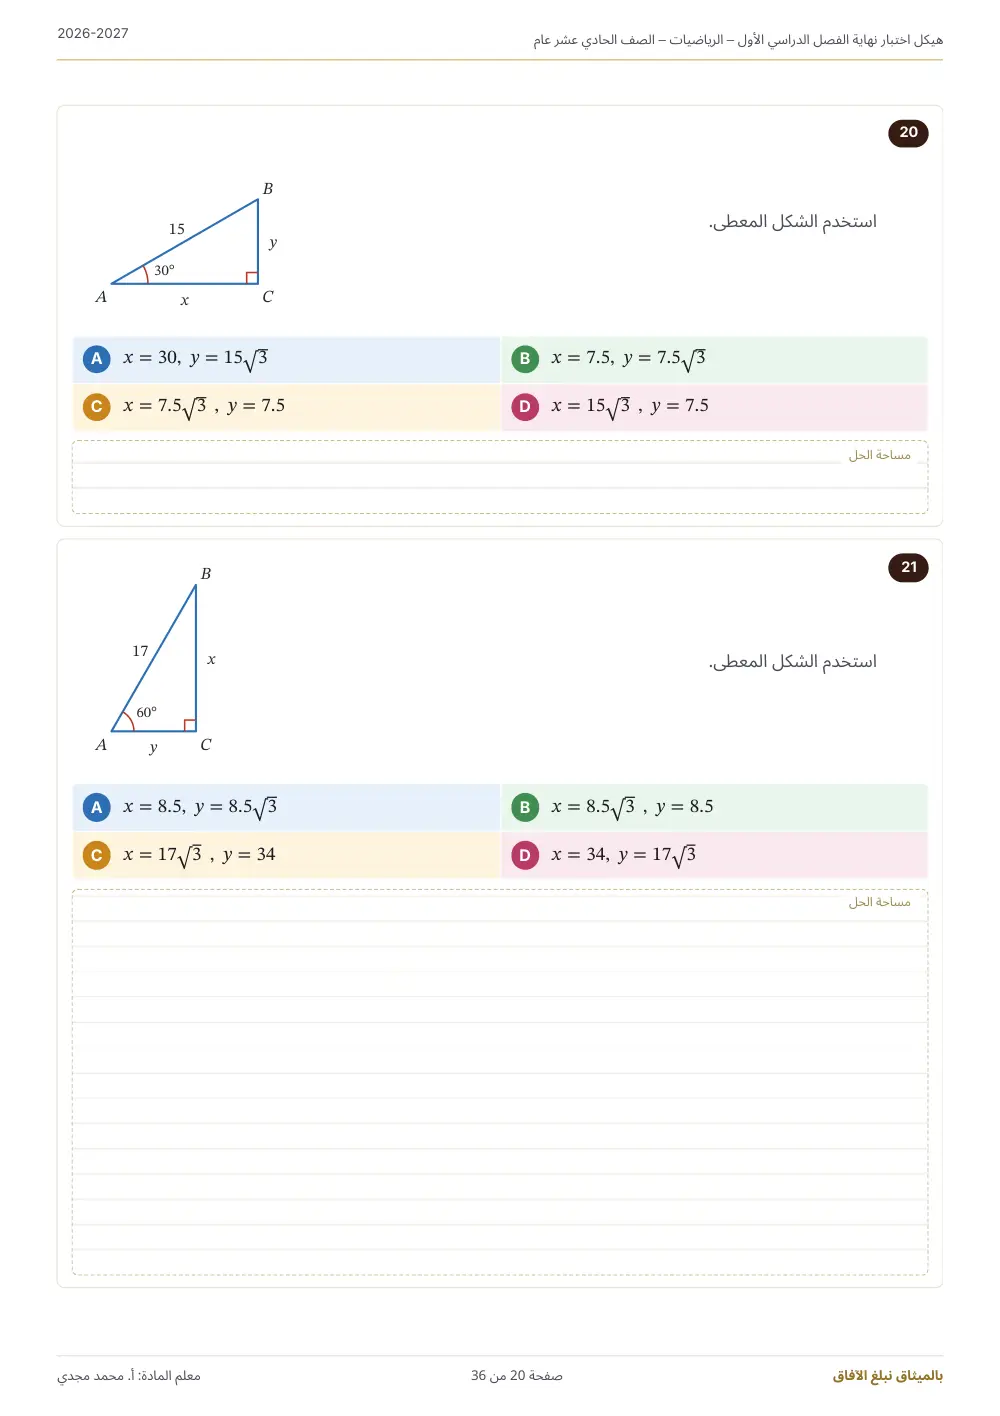 هيكل اختبار نهاية الفصل الدراسي الأول – الرياضيات – الصف الحادي عشر عام
2026-2027
20
استخدم الشكل المعطى.
B
15
y
30°
A
x
C
A x = 30, y = 15√3
B x = 7.5, y = 7.5√3
C x = 7.5√3 , y = 7.5
D x = 15√3 , y = 7.5
مساحة الحل
21
استخدم الشكل المعطى.
B
17
x
60°
A
y
C
A x = 8.5, y = 8.5√3
B x = 8.5√3 , y = 8.5
C x = 17√3 , y = 34
D x = 34, y = 17√3
مساحة الحل
بالميثاق نبلغ الآفاق
صفحة 20 من 36
معلم المادة: أ. محمد مجدي